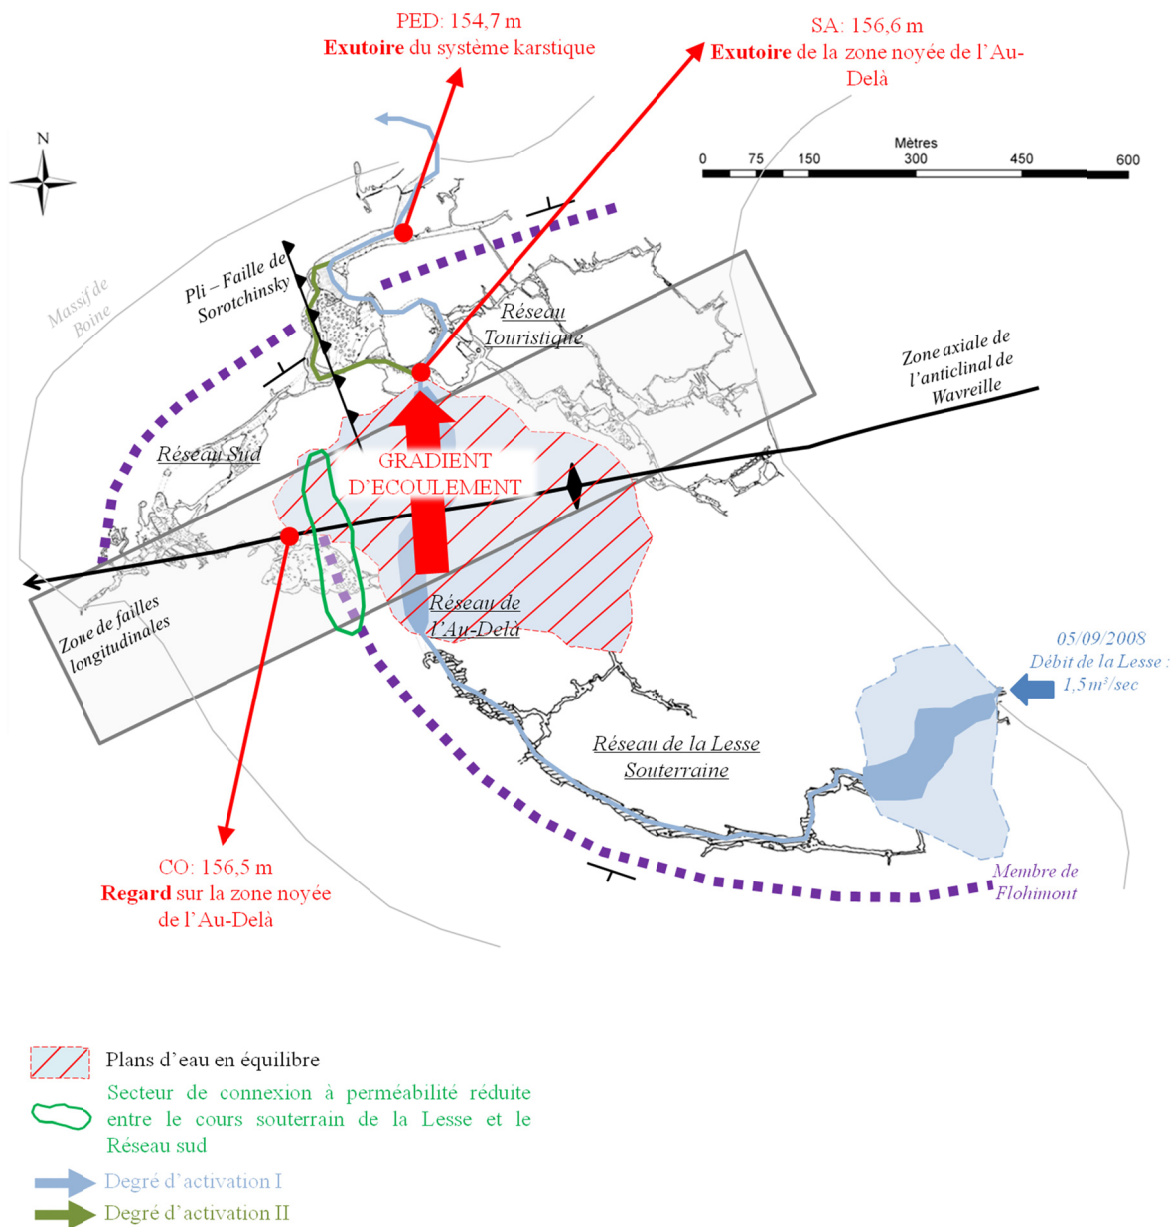 PED: 154,7 m
Exutoire du système karstique
SA: 156,6 m
Exutoire de la zone noyée de l’Au-
Delà
N
Mètres
0 75 150 300 450 600
Massif de
Boine
Pli – Faille de
Sorotchinsky
Réseau
Touristique
Zone axiale de
l’anticlinal de
Wavreille
Réseau Sud
GRADIENT
D’ECOULEMENT
Zone de failles
longitudinales
Réseau de
l’Au-Delà
05/09/2008
Débit de la Lesse :
1,5 m³/sec
Réseau de la Lesse
Souterraine
CO: 156,5 m
Regard sur la zone noyée
de l’Au-Delà
Membre de
Flohimont
Plans d’eau en équilibre
Secteur de connexion à perméabilité réduite
entre le cours souterrain de la Lesse et le
Réseau sud
Degré d’activation I
Degré d’activation II